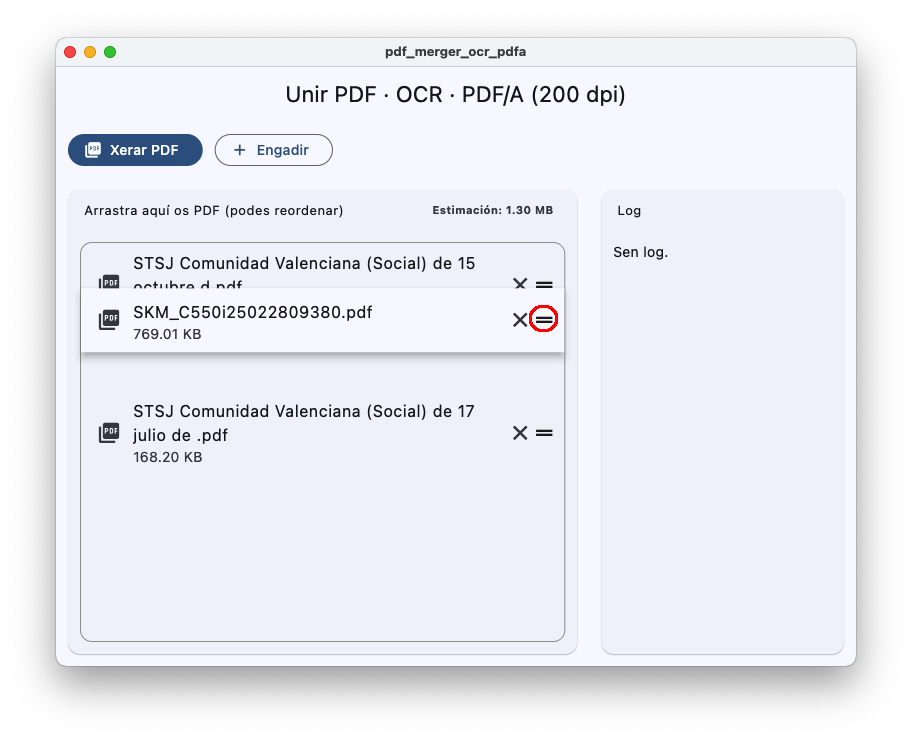 pdf_merger_ocr_pdfa
Unir PDF · OCR · PDF/A (200 dpi)
PDF Xerar PDF
+ Engadir
Arrastra aquí os PDF (podes reordenar)
Estimación: 1.30 MB
PDF
STSJ Comunidad Valenciana (Social) de 15
octubre d.pdf
PDF
SKM_C550i25022809380.pdf
769.01 KB
PDF
STSJ Comunidad Valenciana (Social) de 17
julio de .pdf
168.20 KB
Log
Sen log.